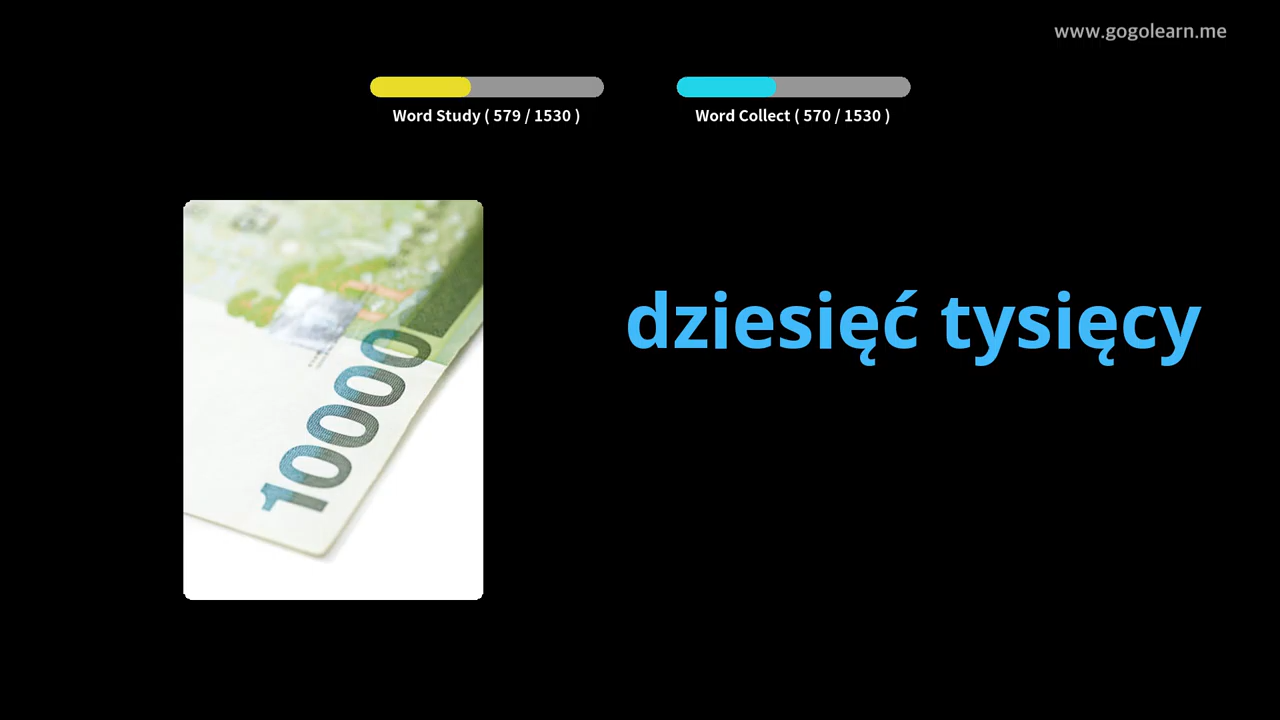 www.gogolearn.me
Word Study ( 579 / 1530 )
Word Collect ( 570 / 1530 )
dziesięć tysięcy
10000